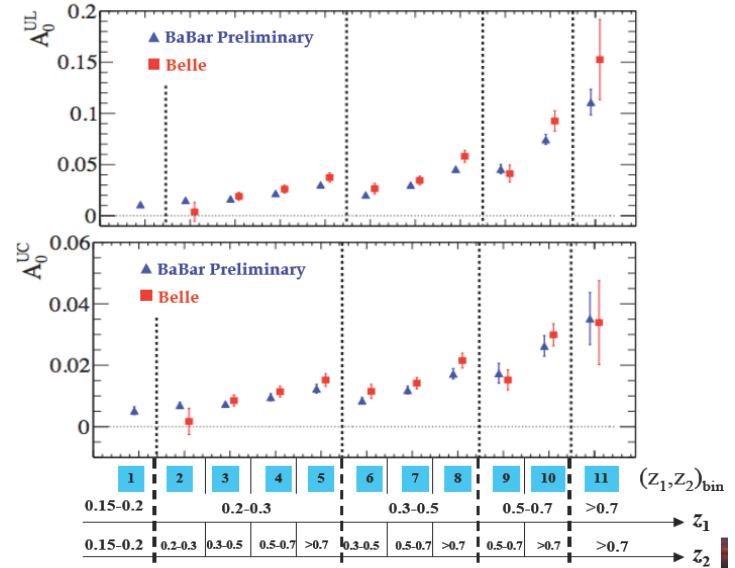 A₀ᵁᴸ
0.2
0.15
0.1
0.05
0
BaBar Preliminary
Belle
A₀ᵁꟲ
0.06
0.04
0.02
0
BaBar Preliminary
Belle
1 2 3 4 5 6 7 8 9 10 11 (z₁,z₂)bin
0.15–0.2 0.2–0.3 0.3–0.5 0.5–0.7 >0.7 z₁
0.15–0.2 0.2–0.3 0.3–0.5 0.5–0.7 >0.7 0.3–0.5 0.5–0.7 >0.7 0.5–0.7 >0.7 >0.7 z₂